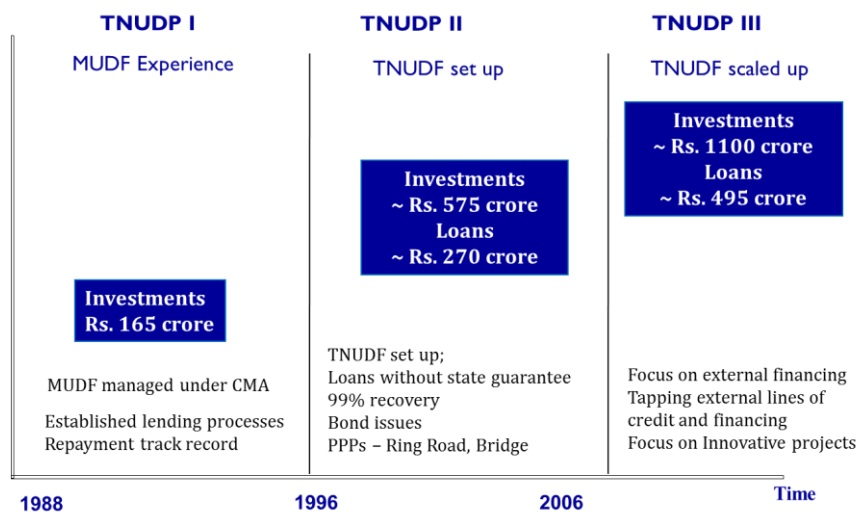 TNUDP I
MUDF Experience
Investments
Rs. 165 crore
MUDF managed under CMA
Established lending processes
Repayment track record
TNUDP II
TNUDF set up
Investments
~ Rs. 575 crore
Loans
~ Rs. 270 crore
TNUDF set up;
Loans without state guarantee
99% recovery
Bond issues
PPPs – Ring Road, Bridge
TNUDP III
TNUDF scaled up
Investments
~ Rs. 1100 crore
Loans
~ Rs. 495 crore
Focus on external financing
Tapping external lines of
credit and financing
Focus on Innovative projects
1988
1996
2006
Time